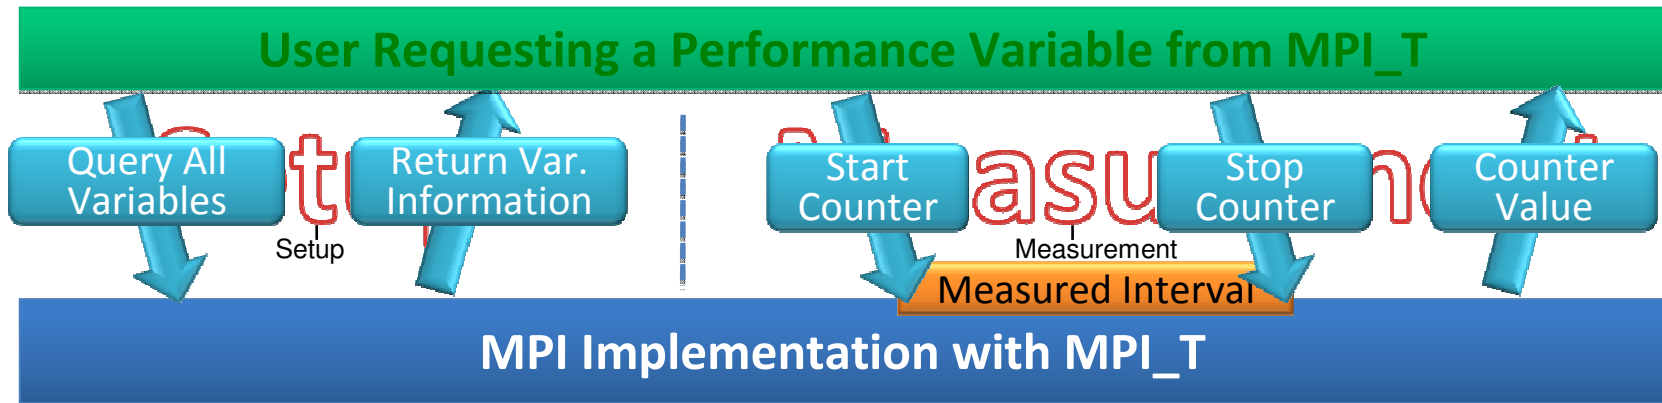 User Requesting a Performance Variable from MPI_T
Query All
Variables
Return Var.
Information
Setup
Start
Counter
Stop
Counter
Counter
Value
Measurement
Measured Interval
MPI Implementation with MPI_T